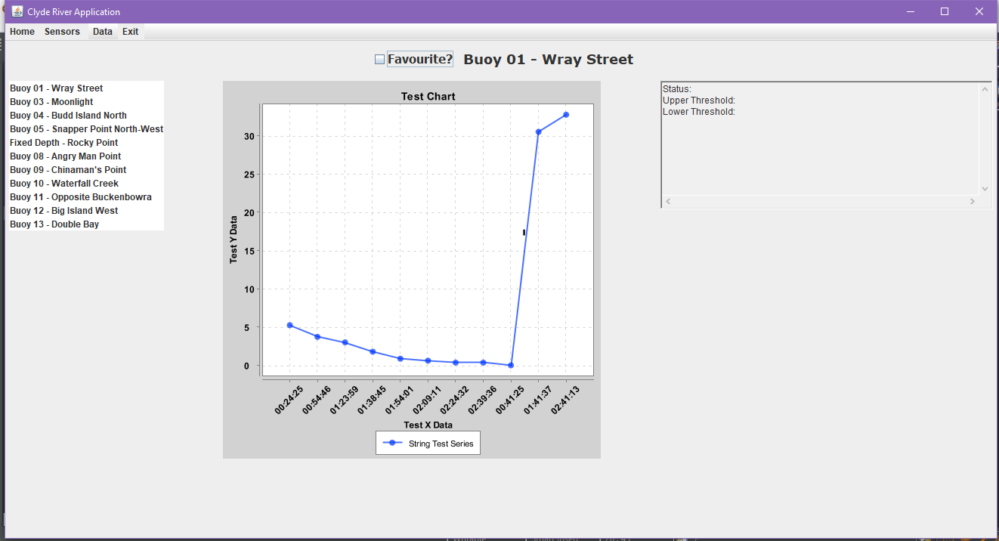 Clyde River Application
Home Sensors Data Exit
Favourite? Buoy 01 - Wray Street
Buoy 01 - Wray Street
Buoy 03 - Moonlight
Buoy 04 - Budd Island North
Buoy 05 - Snapper Point North-West
Fixed Depth - Rocky Point
Buoy 08 - Angry Man Point
Buoy 09 - Chinaman's Point
Buoy 10 - Waterfall Creek
Buoy 11 - Opposite Buckenbowra
Buoy 12 - Big Island West
Buoy 13 - Double Bay
Test Chart
Test Y Data
30
25
20
15
10
5
0
00:24:25
00:54:46
01:23:59
01:38:45
01:54:01
02:09:11
02:24:32
02:39:36
00:41:25
01:41:37
02:41:13
Test X Data
String Test Series
Status:
Upper Threshold:
Lower Threshold: